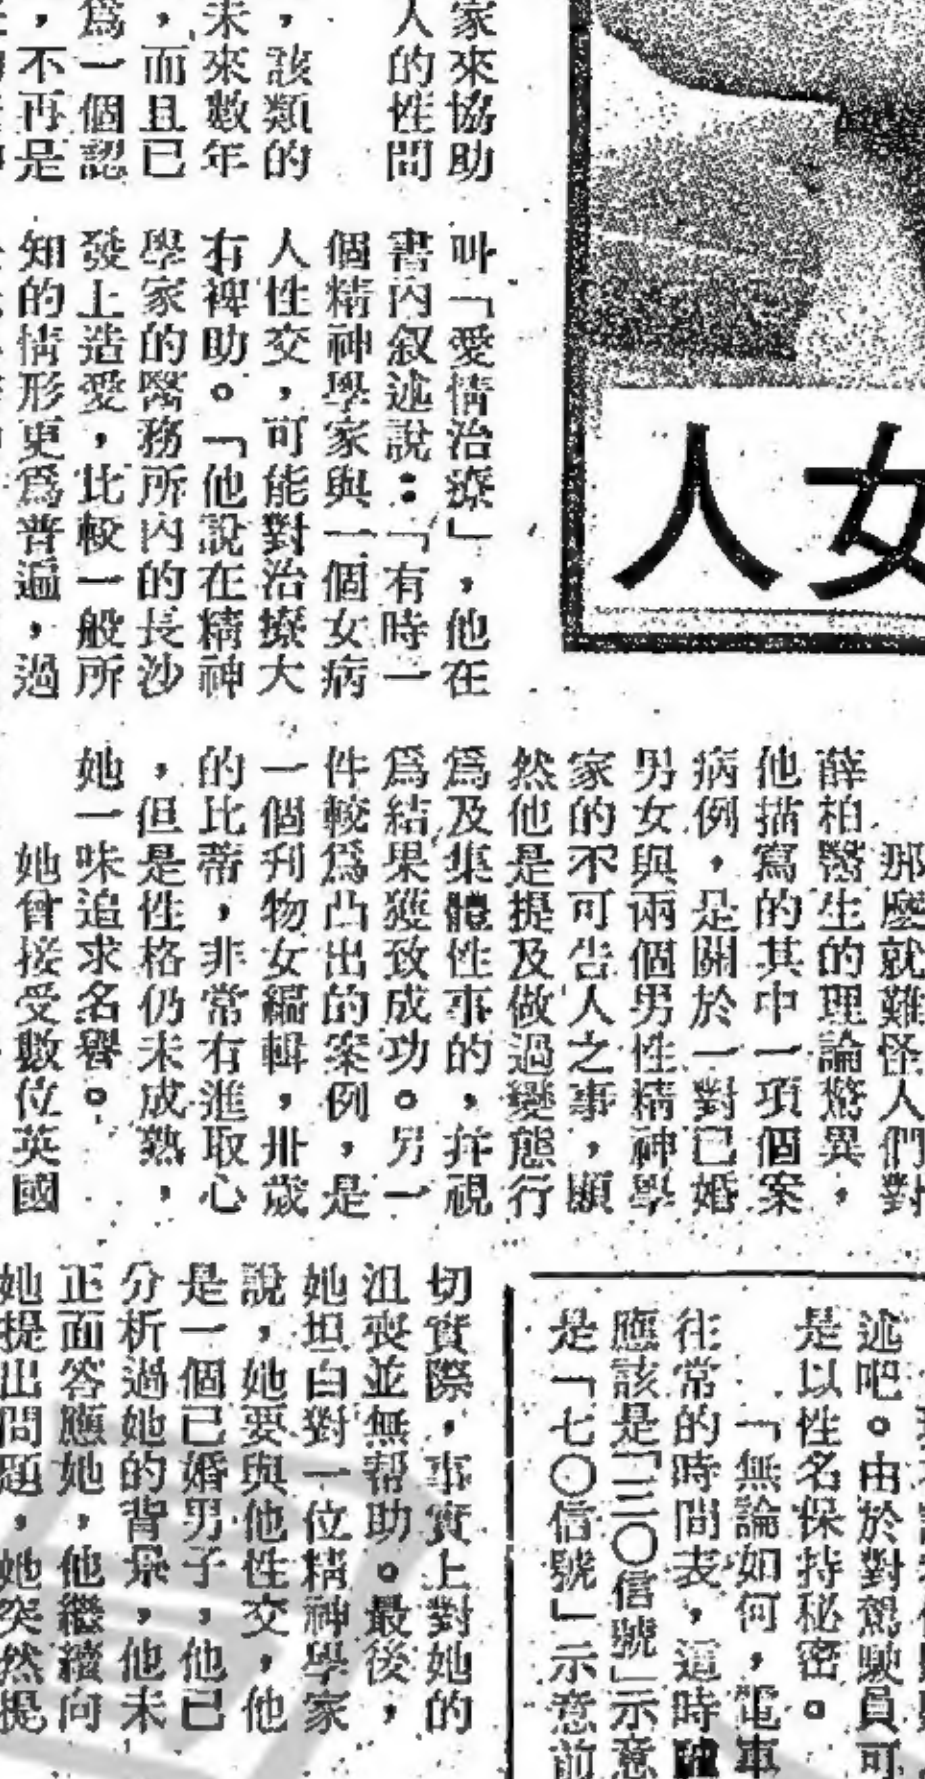 家來協助
人的性問
，該類的
未來數年
，而且已
爲一個認
，不再是
女人
叫「愛情治療」，他在
書內叙述說：「有時一
個精神學家與一個女病
人性交，可能對治撩大
有裨助。「他說在精神
學家的醫務所內的長沙
發上造愛，比較一般所
知的情形更爲普遍，過
那麼就難怪人們對
薛柏醫生的理論驚異，
他描寫的其中一項個案
病例，是關於一對已婚
男女與兩個男性精神學
家的不可告人之事，顯
然他是提及做過變態行
爲及集體性事的，并視
爲結果獲致成功。另一
件較爲凸出的案例，是
一個刋物女編輯，卅歲
的比蒂，非常有進取心
，但是性格仍未成熟，
她一味追求名譽。
她曾接受數位英國
述吧。由於對駕駛員可
是以性名保持秘密。
「無論如何，電車
往常的時間表，這時
應該是「三〇信號」示意
是「七〇信號」示意前
切實際，事實上對她的
沮喪並無幫助。最後，
她坦白對一位精神學家
說，她要與他性交，他
是一個已婚男子，他已
分析過她的背景，他未
正面答應她，他繼續向
她提出問題，她突然提